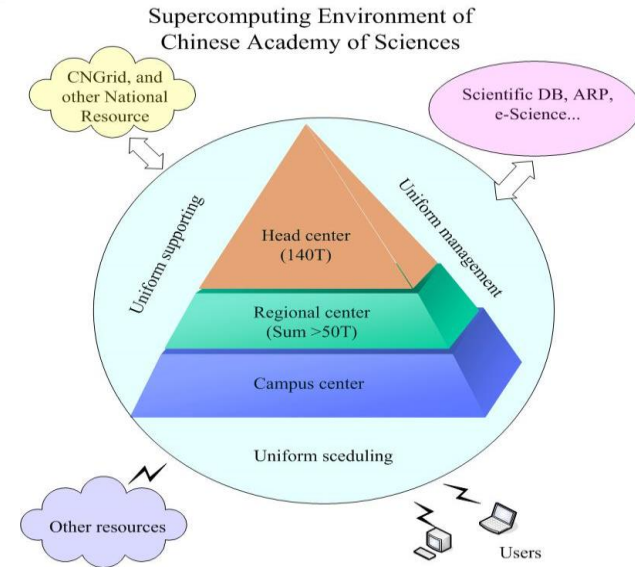 Supercomputing Environment of
Chinese Academy of Sciences
CNGrid, and
other National
Resource
Scientific DB, ARP,
e-Science...
Uniform supporting
Uniform management
Head center
(140T)
Regional center
(Sum >50T)
Campus center
Uniform sceduling
Other resources
Users